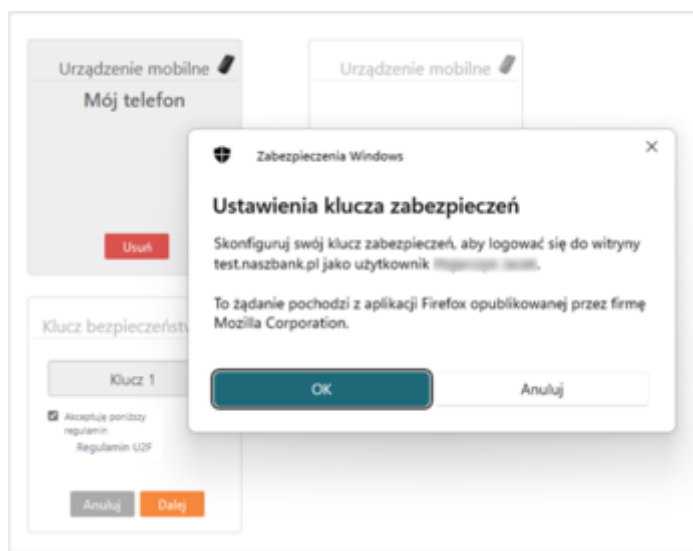 Urządzenie mobilne
Mój telefon
Usuń
Urządzenie mobilne
Zabezpieczenia Windows
Ustawienia klucza zabezpieczeń
Skonfiguruj swój klucz zabezpieczeń, aby logować się do witryny
test.naszbank.pl jako użytkownik
To żądanie pochodzi z aplikacji Firefox opublikowanej przez firmę
Mozilla Corporation.
OK
Anuluj
Klucz bezpieczeństw
Klucz 1
Akceptuję poniższy
regulamin
Regulamin U2F
Anuluj
Dalej